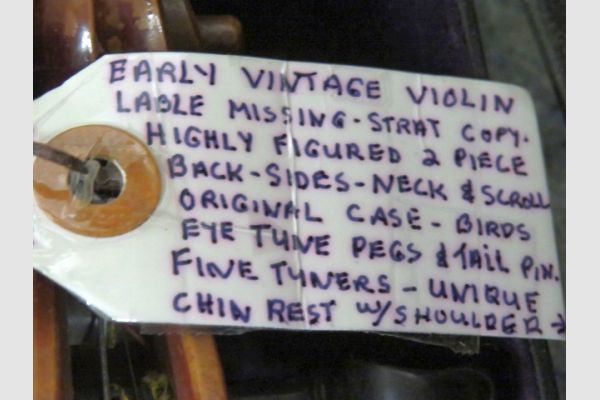 EARLY VINTAGE VIOLIN
LABLE MISSING-STRAT COPY.
HIGHLY FIGURED 2 PIECE
BACK-SIDES-NECK & SCROLL
ORIGINAL CASE - BIRDS
EYE TUNE PEGS & TAIL PIN.
FINE TUNERS - UNIQUE
CHIN REST W/SHOULDER →